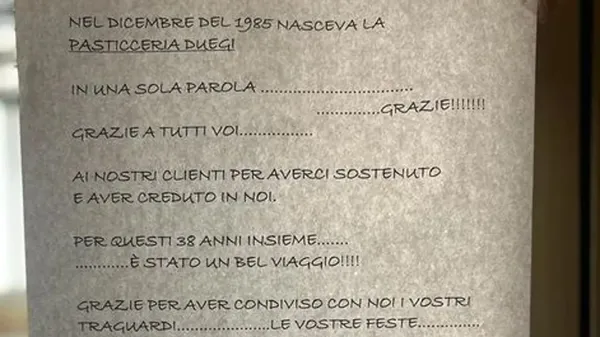 NEL DICEMBRE DEL 1985 NASCEVA LA
PASTICCERIA DUEGI
IN UNA SOLA PAROLA ................................
..............GRAZIE!!!!!!!
GRAZIE A TUTTI VOI...............
AI NOSTRI CLIENTI PER AVERCI SOSTENUTO
E AVER CREDUTO IN NOI.
PER QUESTI 38 ANNI INSIEME.......
............È STATO UN BEL VIAGGIO!!!!
GRAZIE PER AVER CONDIVISO CON NOI I VOSTRI
TRAGUARDI....................LE VOSTRE FESTE.............